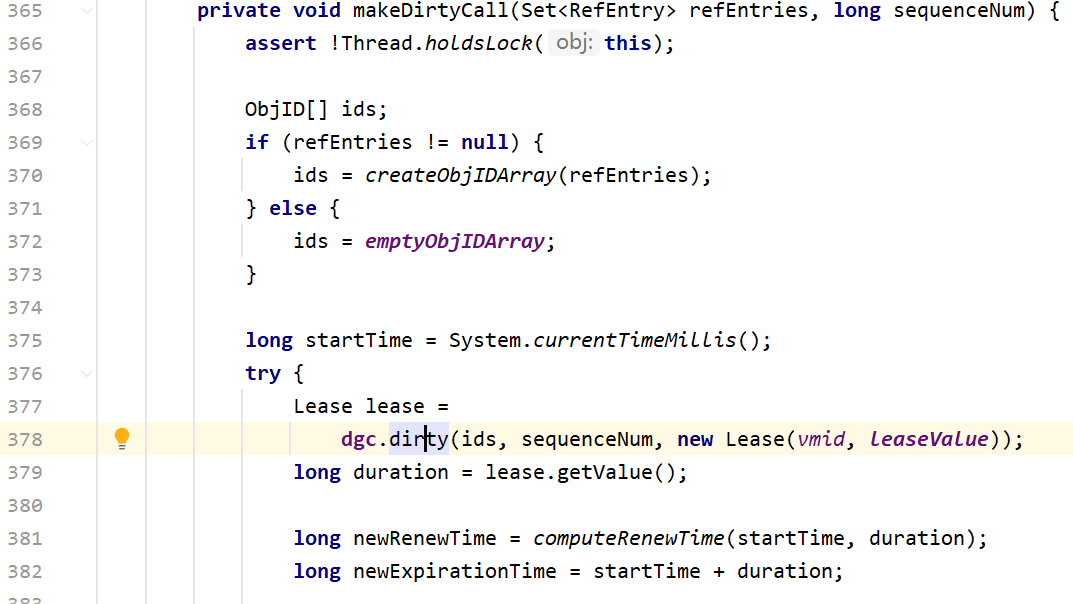 365 private void makeDirtyCall(Set<RefEntry> refEntries, long sequenceNum) {
366 assert !Thread.holdsLock( obj: this);
367
368 ObjID[] ids;
369 if (refEntries != null) {
370 ids = createObjIDArray(refEntries);
371 } else {
372 ids = emptyObjIDArray;
373 }
374
375 long startTime = System.currentTimeMillis();
376 try {
377 Lease lease =
378 dgc.dirty(ids, sequenceNum, new Lease(vmid, leaseValue));
379 long duration = lease.getValue();
380
381 long newRenewTime = computeRenewTime(startTime, duration);
382 long newExpirationTime = startTime + duration;
383